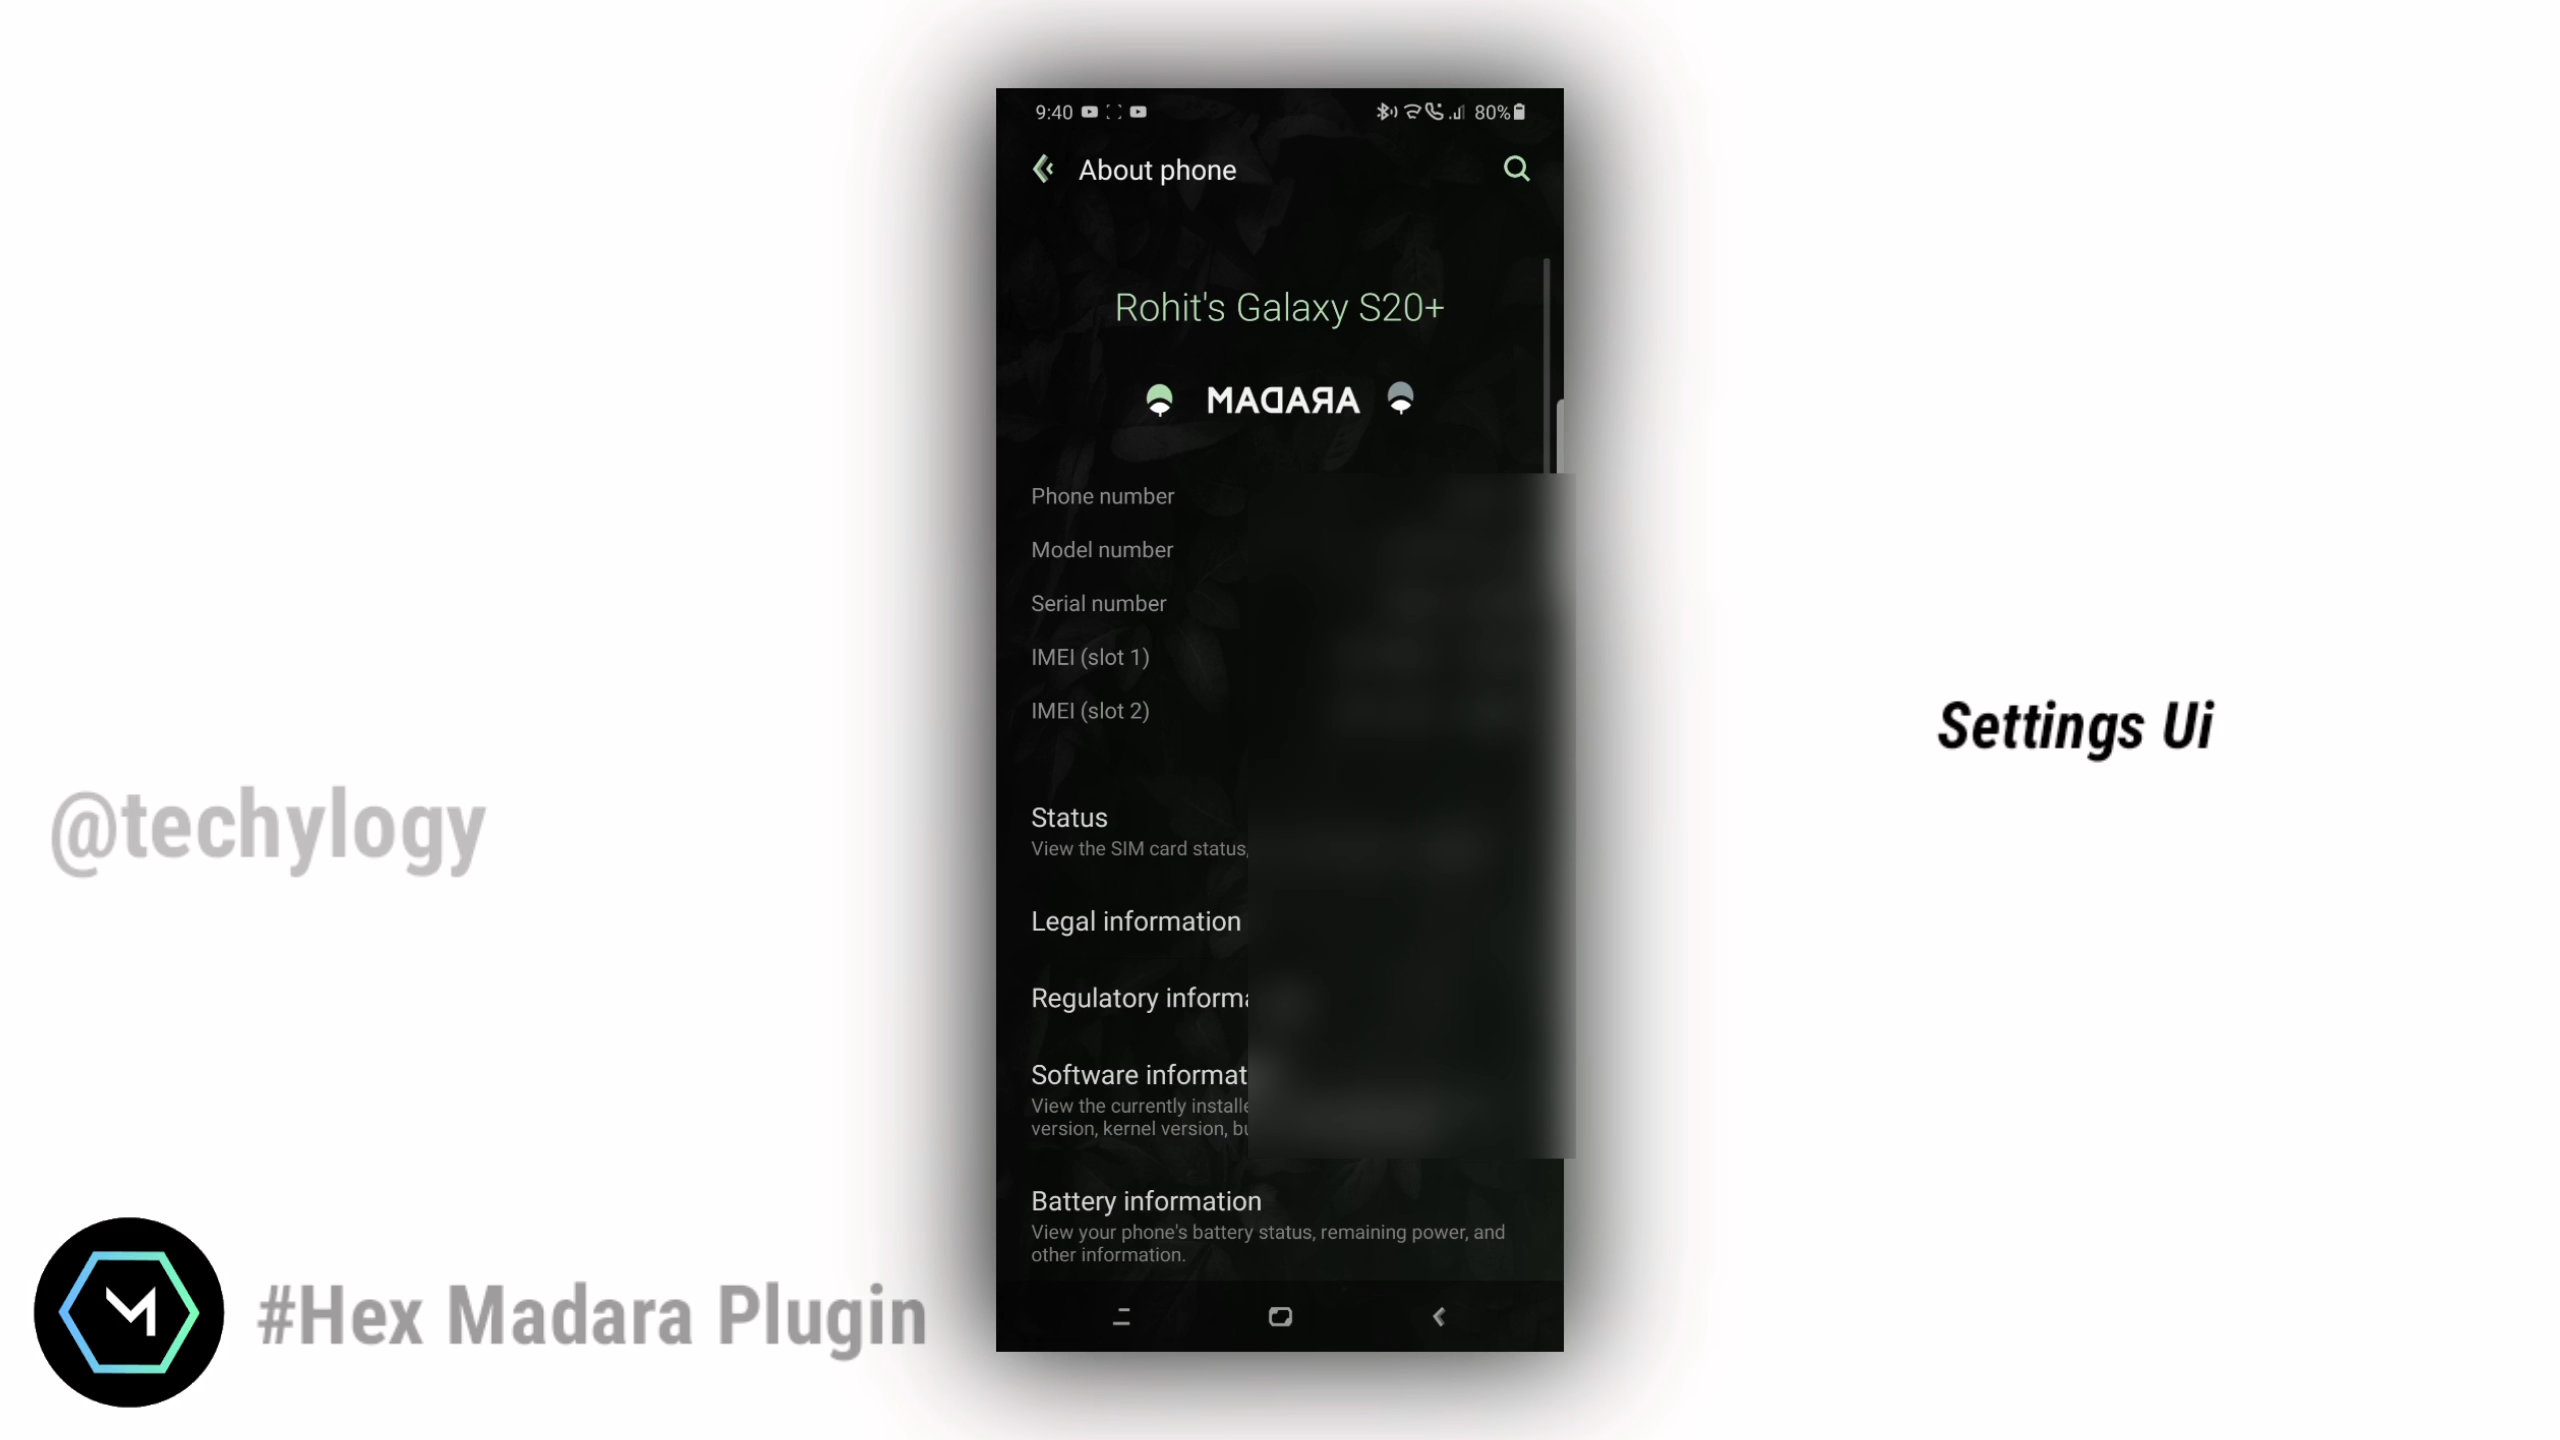 9:40 80%
About phone
Rohit's Galaxy S20+
MADARA
Phone number
Model number
Serial number
IMEI (slot 1)
IMEI (slot 2)
Settings Ui
@techylogy
Status
View the SIM card status,
Legal information
Regulatory informa
Software informat
View the currently installe
version, kernel version, bu
Battery information
View your phone's battery status, remaining power, and
other information.
#Hex Madara Plugin